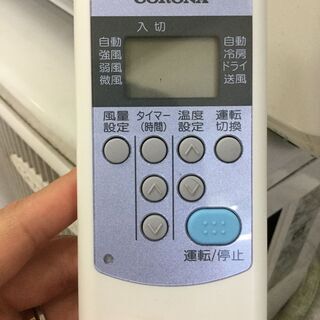 CORONA
入 切
自動
強風
弱風
微風
自動
冷房
ドライ
送風
風量
設定
タイマー
(時間)
温度
設定
運転
切換
運転/停止